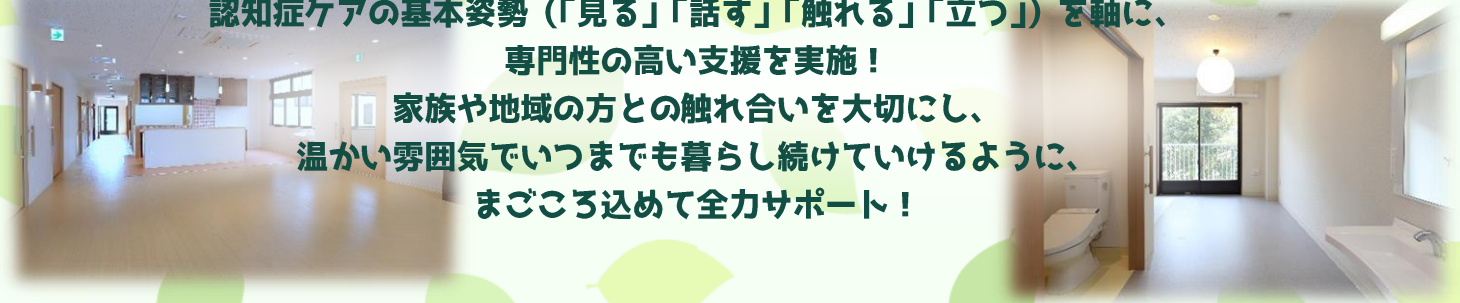 認知症ケアの基本姿勢（「見る」「話す」「触れる」「立つ」）を軸に、
専門性の高い支援を実施！
家族や地域の方との触れ合いを大切にし、
温かい雰囲気でいつまでも暮らし続けていけるように、
まごころ込めて全力サポート！